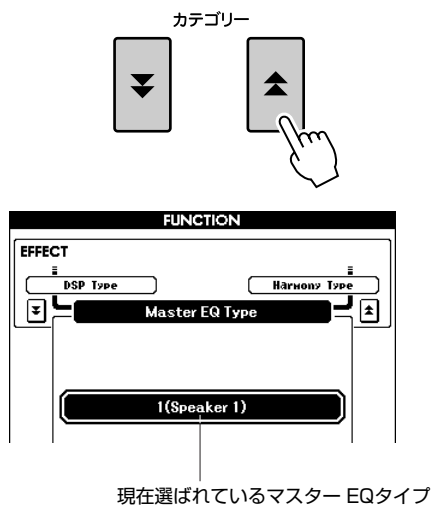 カテゴリー
FUNCTION
EFFECT
DSP Type
Harmony Type
Master EQ Type
1(Speaker 1)
現在選ばれているマスター EQタイプ